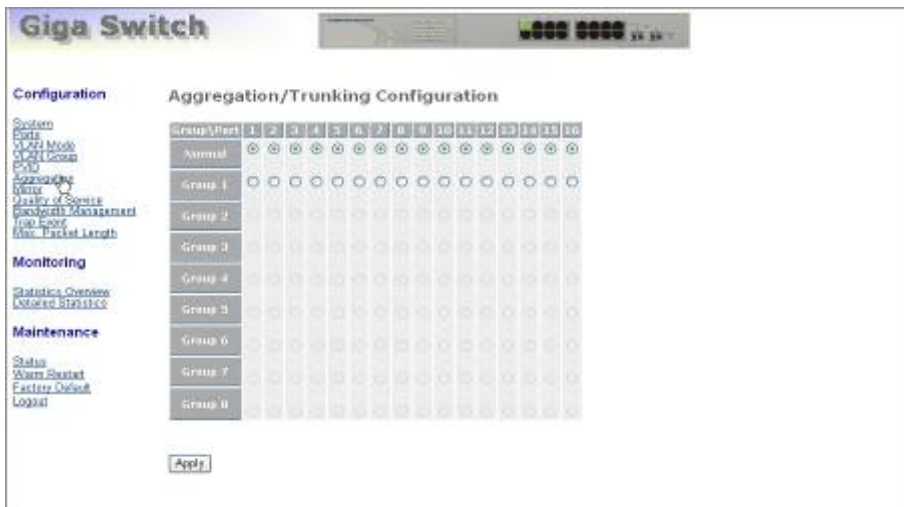 Giga Switch
Configuration
System
Ports
VLAN Mode
VLAN Group
PVID
Aggregation
Mirror
Quality of Service
Bandwidth Management
Trap Event
Max. Packet Length
Monitoring
Statistics Overview
Detailed Statistics
Maintenance
Status
Warm Restart
Factory Default
Logout
Aggregation/Trunking Configuration
Group\Port 1 2 3 4 5 6 7 8 9 10 11 12 13 14 15 16
Normal
Group 1
Group 2
Group 3
Group 4
Group 5
Group 6
Group 7
Group 8
Apply